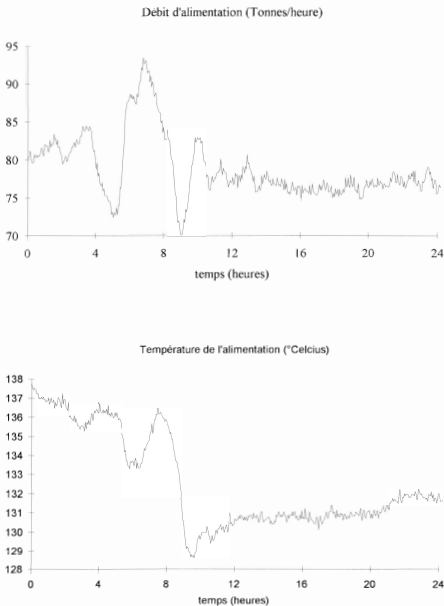 Débit d'alimentation (Tonnes/heure)
95
90
85
80
75
70
0 4 8 12 16 20 24
temps (heures)
Température de l'alimentation (°Celcius)
138
137
136
135
134
133
132
131
130
129
128
0 4 8 12 16 20 24
temps (heures)